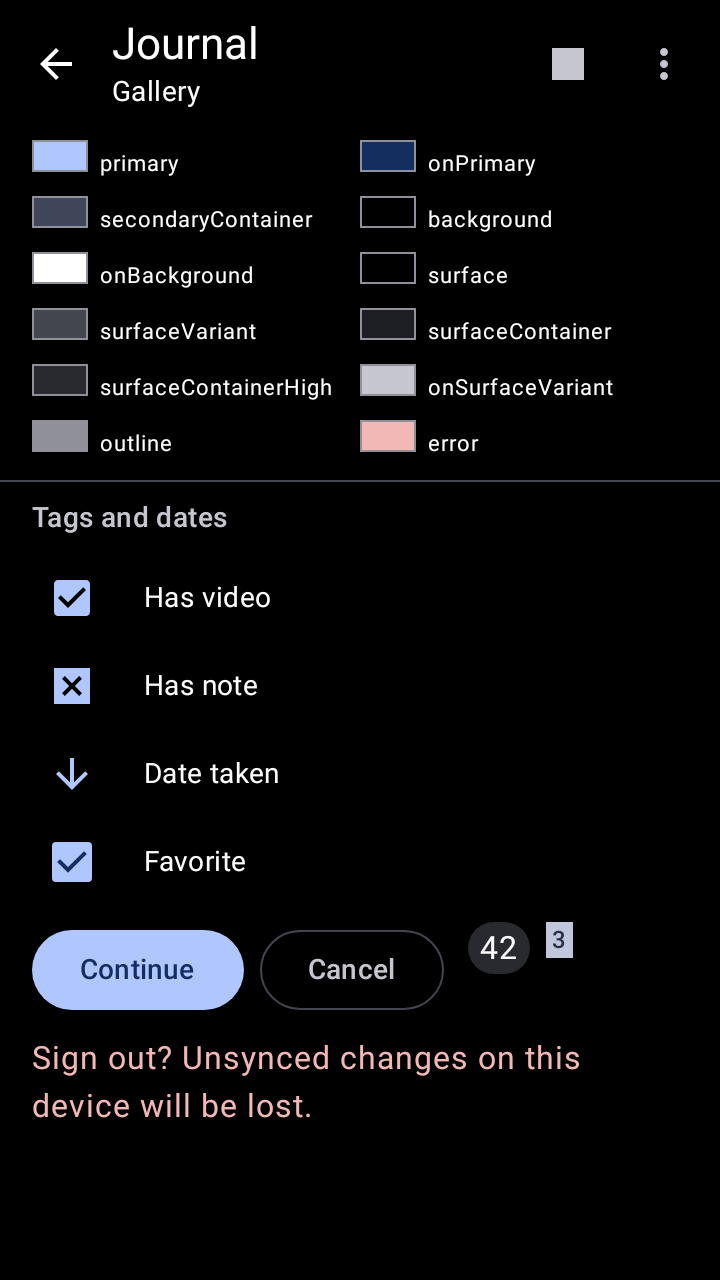 Journal
Gallery
primary
onPrimary
secondaryContainer
background
onBackground
surface
surfaceVariant
surfaceContainer
surfaceContainerHigh
onSurfaceVariant
outline
error
Tags and dates
Has video
Has note
Date taken
Favorite
Continue
Cancel
42
3
Sign out? Unsynced changes on this
device will be lost.